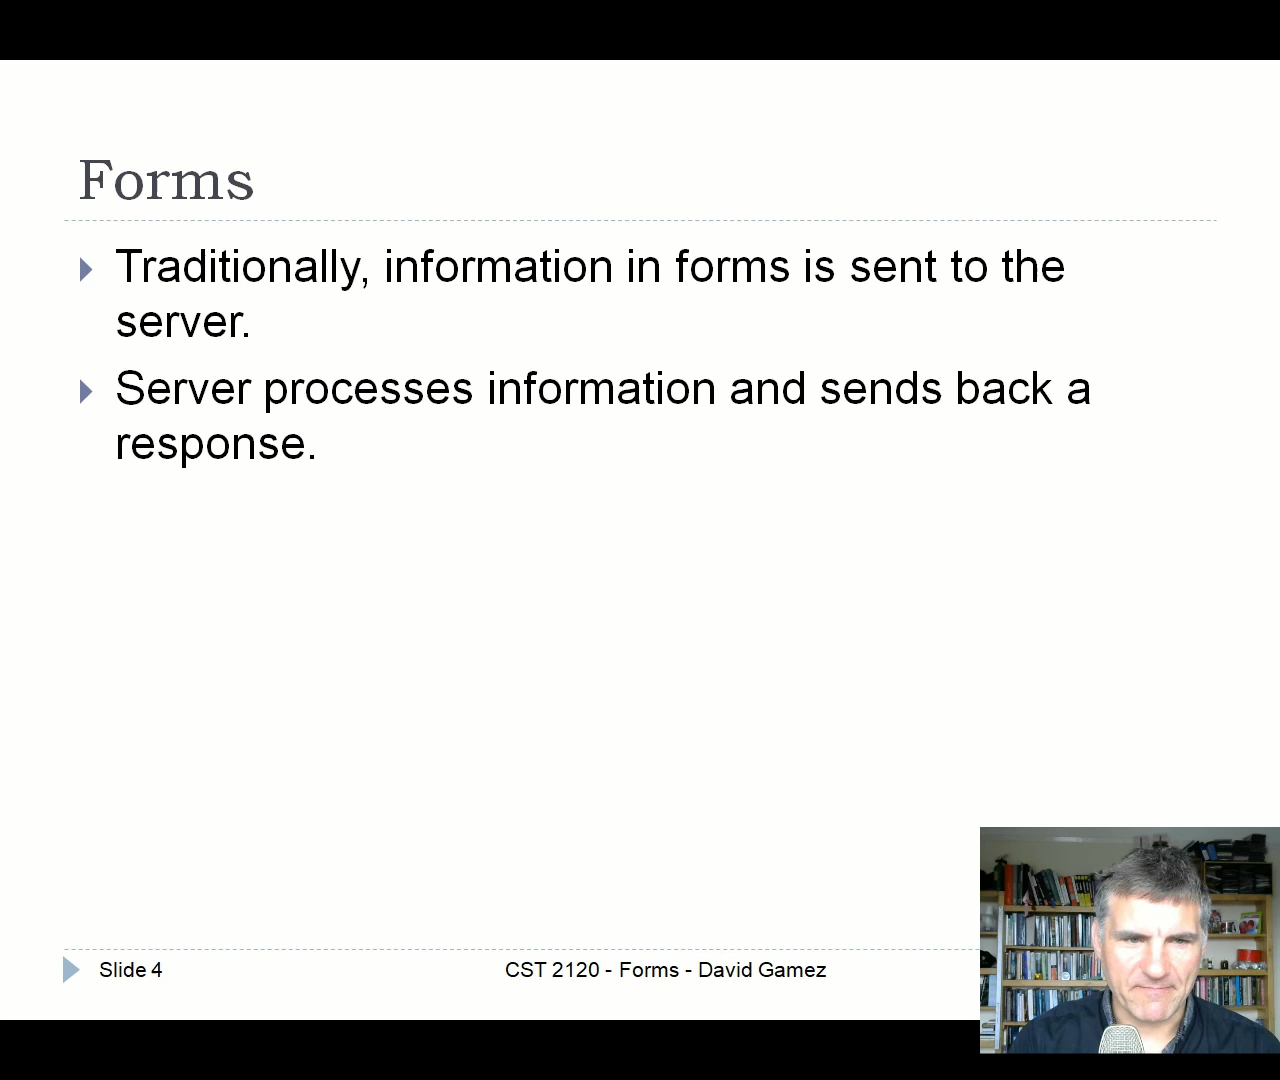 Forms
Traditionally, information in forms is sent to the
server.
Server processes information and sends back a
response.
Slide 4
CST 2120 - Forms - David Gamez